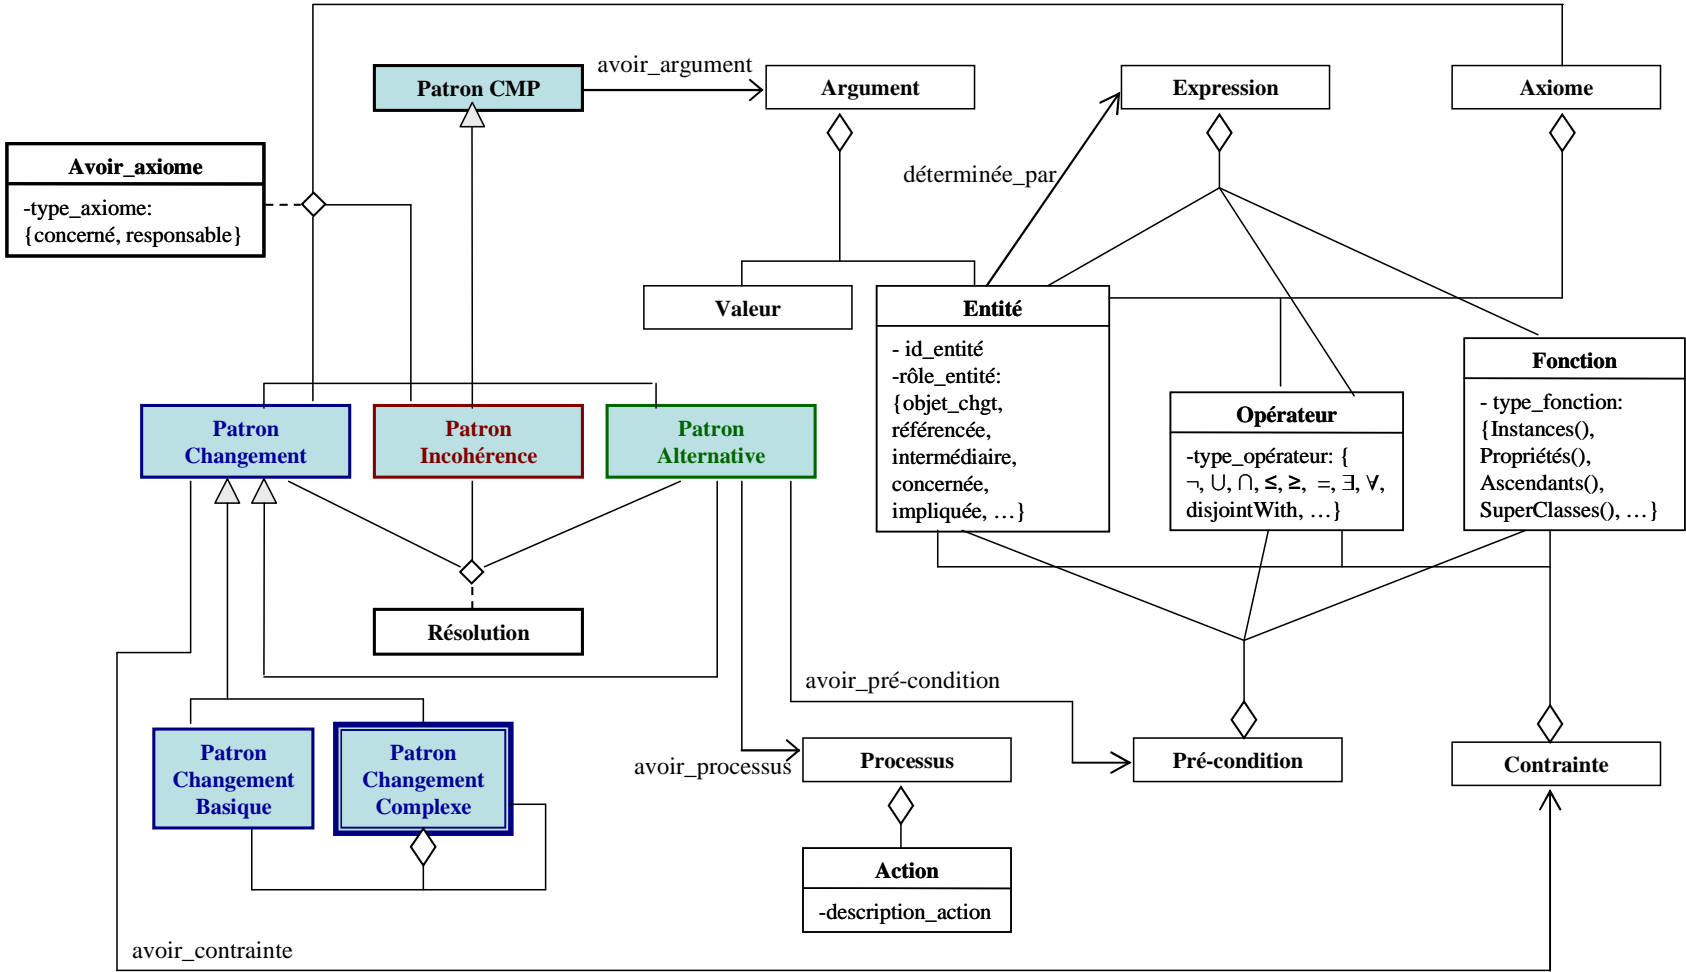 avoir_argument
Patron CMP
Argument
Expression
Axiome
Avoir_axiome
-type_axiome:
{concerné, responsable}
déterminée_par
Valeur
Entité
- id_entité
-rôle_entité:
{objet_chgt,
référencée,
intermédiaire,
concernée,
impliquée, …}
Opérateur
-type_opérateur: {
¬, ∪, ∩, ≤, ≥, =, ∃, ∀,
disjointWith, …}
Fonction
- type_fonction:
{Instances(),
Propriétés(),
Ascendants(),
SuperClasses(), …}
Patron
Changement
Patron
Incohérence
Patron
Alternative
Résolution
avoir_pré-condition
Patron
Changement
Basique
Patron
Changement
Complexe
avoir_processus
Processus
Pré-condition
Contrainte
Action
-description_action
avoir_contrainte